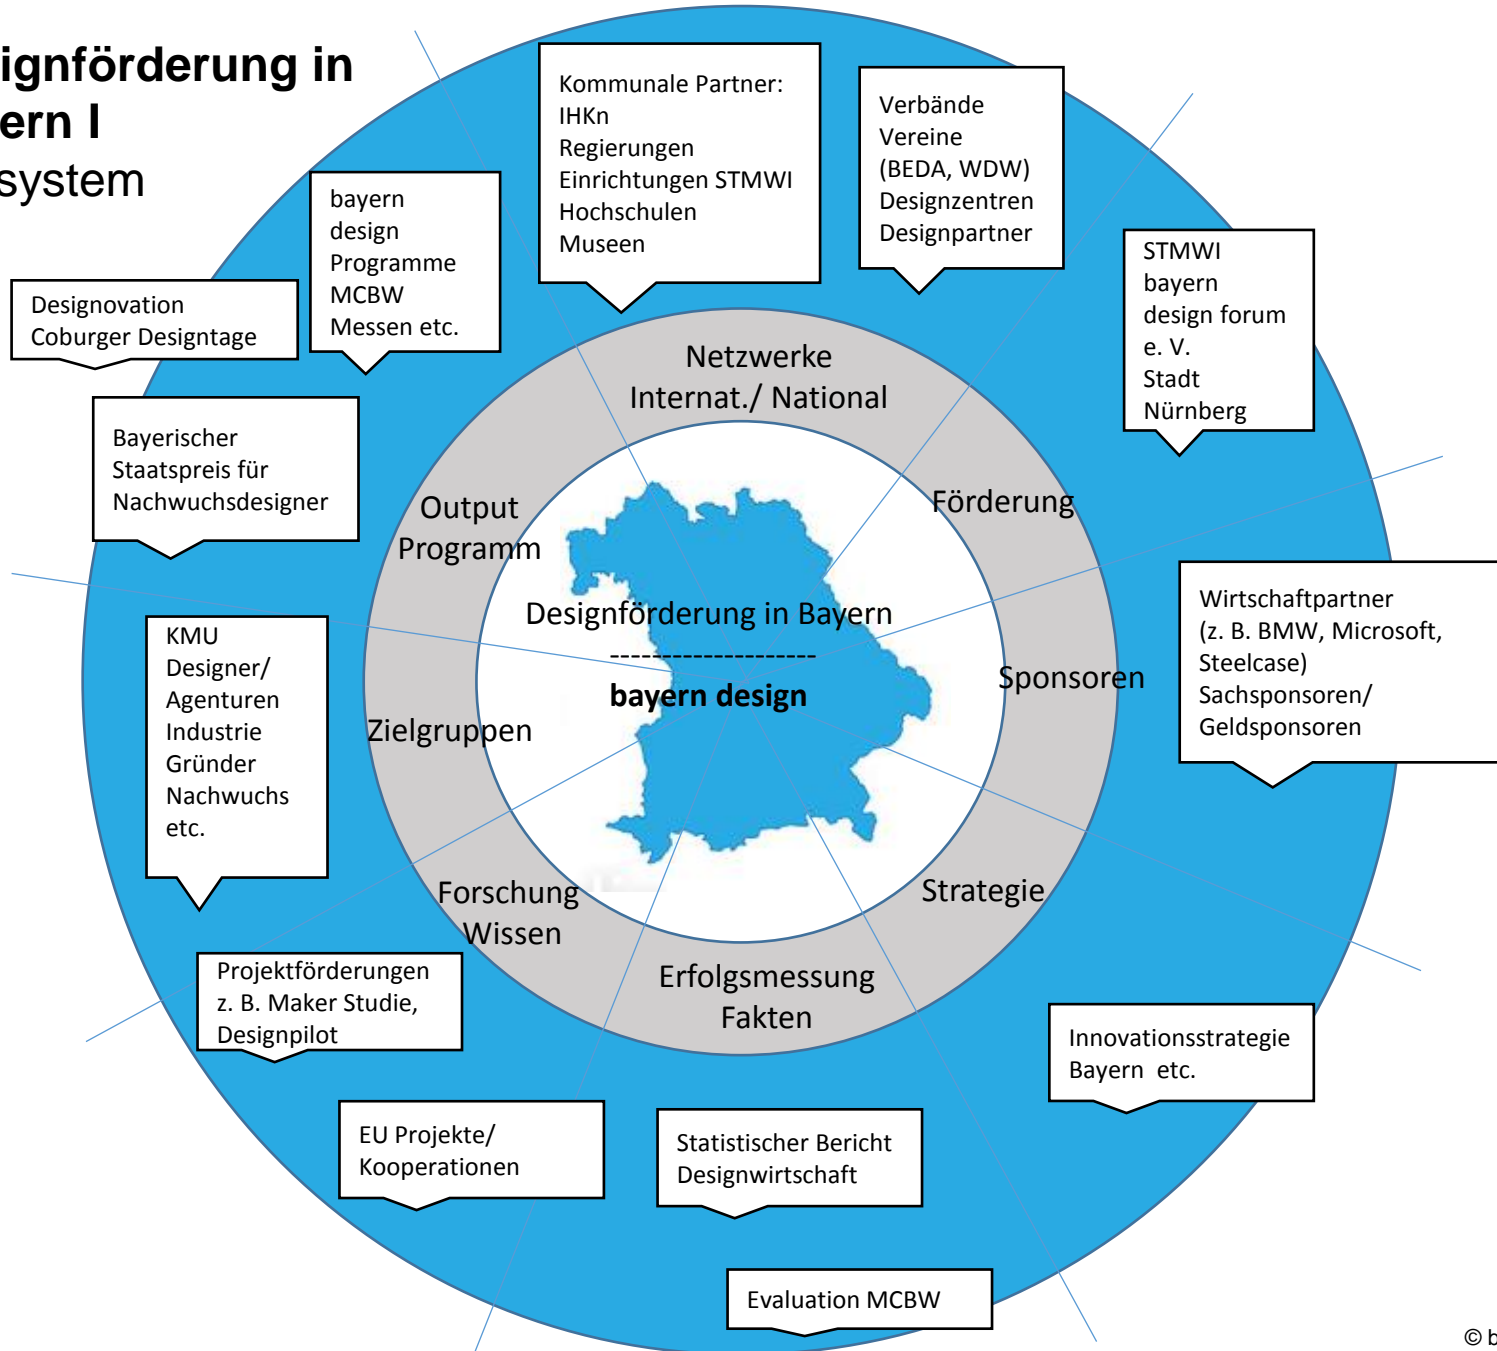 ignförderung in
ern I
system
Kommunale Partner:
IHKn
Regierungen
Einrichtungen STMWI
Hochschulen
Museen
Verbände
Vereine
(BEDA, WDW)
Designzentren
Designpartner
bayern
design
Programme
MCBW
Messen etc.
STMWI
bayern
design forum
e. V.
Stadt
Nürnberg
Designovation
Coburger Designtage
Bayerischer
Staatspreis für
Nachwuchsdesigner
Netzwerke
Internat./ National
Output
Programm
Förderung
Designförderung in Bayern
---------------------
bayern design
Sponsoren
Wirtschaftpartner
(z. B. BMW, Microsoft,
Steelcase)
Sachsponsoren/
Geldsponsoren
KMU
Designer/
Agenturen
Industrie
Gründer
Nachwuchs
etc.
Zielgruppen
Forschung
Wissen
Strategie
Erfolgsmessung
Fakten
Projektförderungen
z. B. Maker Studie,
Designpilot
Innovationsstrategie
Bayern etc.
EU Projekte/
Kooperationen
Statistischer Bericht
Designwirtschaft
Evaluation MCBW
© b